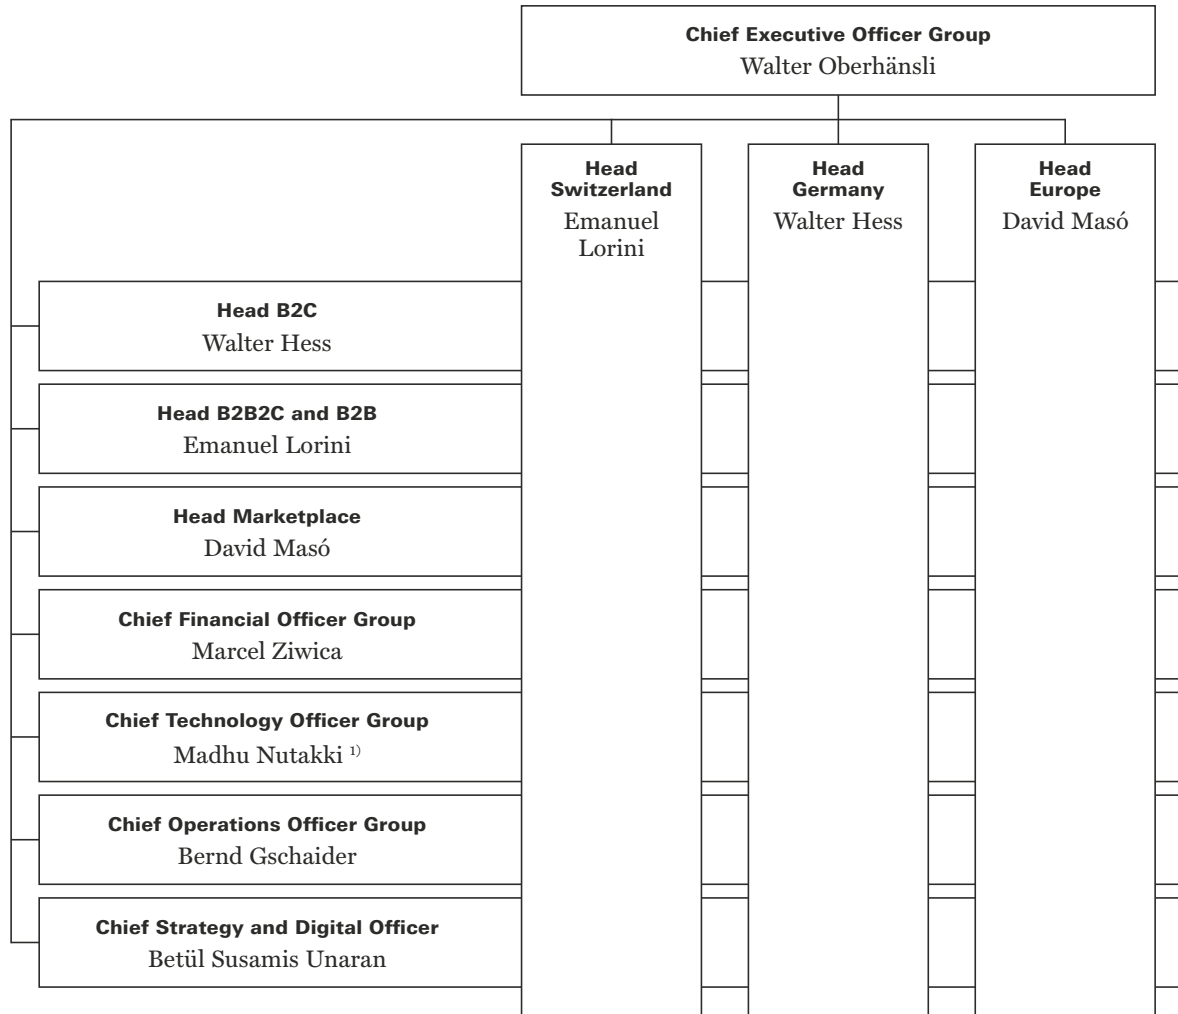 Chief Executive Officer Group
Walter Oberhänsli
Head
Switzerland
Emanuel
Lorini
Head
Germany
Walter Hess
Head
Europe
David Masó
Head B2C
Walter Hess
Head B2B2C and B2B
Emanuel Lorini
Head Marketplace
David Masó
Chief Financial Officer Group
Marcel Ziwica
Chief Technology Officer Group
Madhu Nutakki 1)
Chief Operations Officer Group
Bernd Gschaider
Chief Strategy and Digital Officer
Betül Susamis Unaran